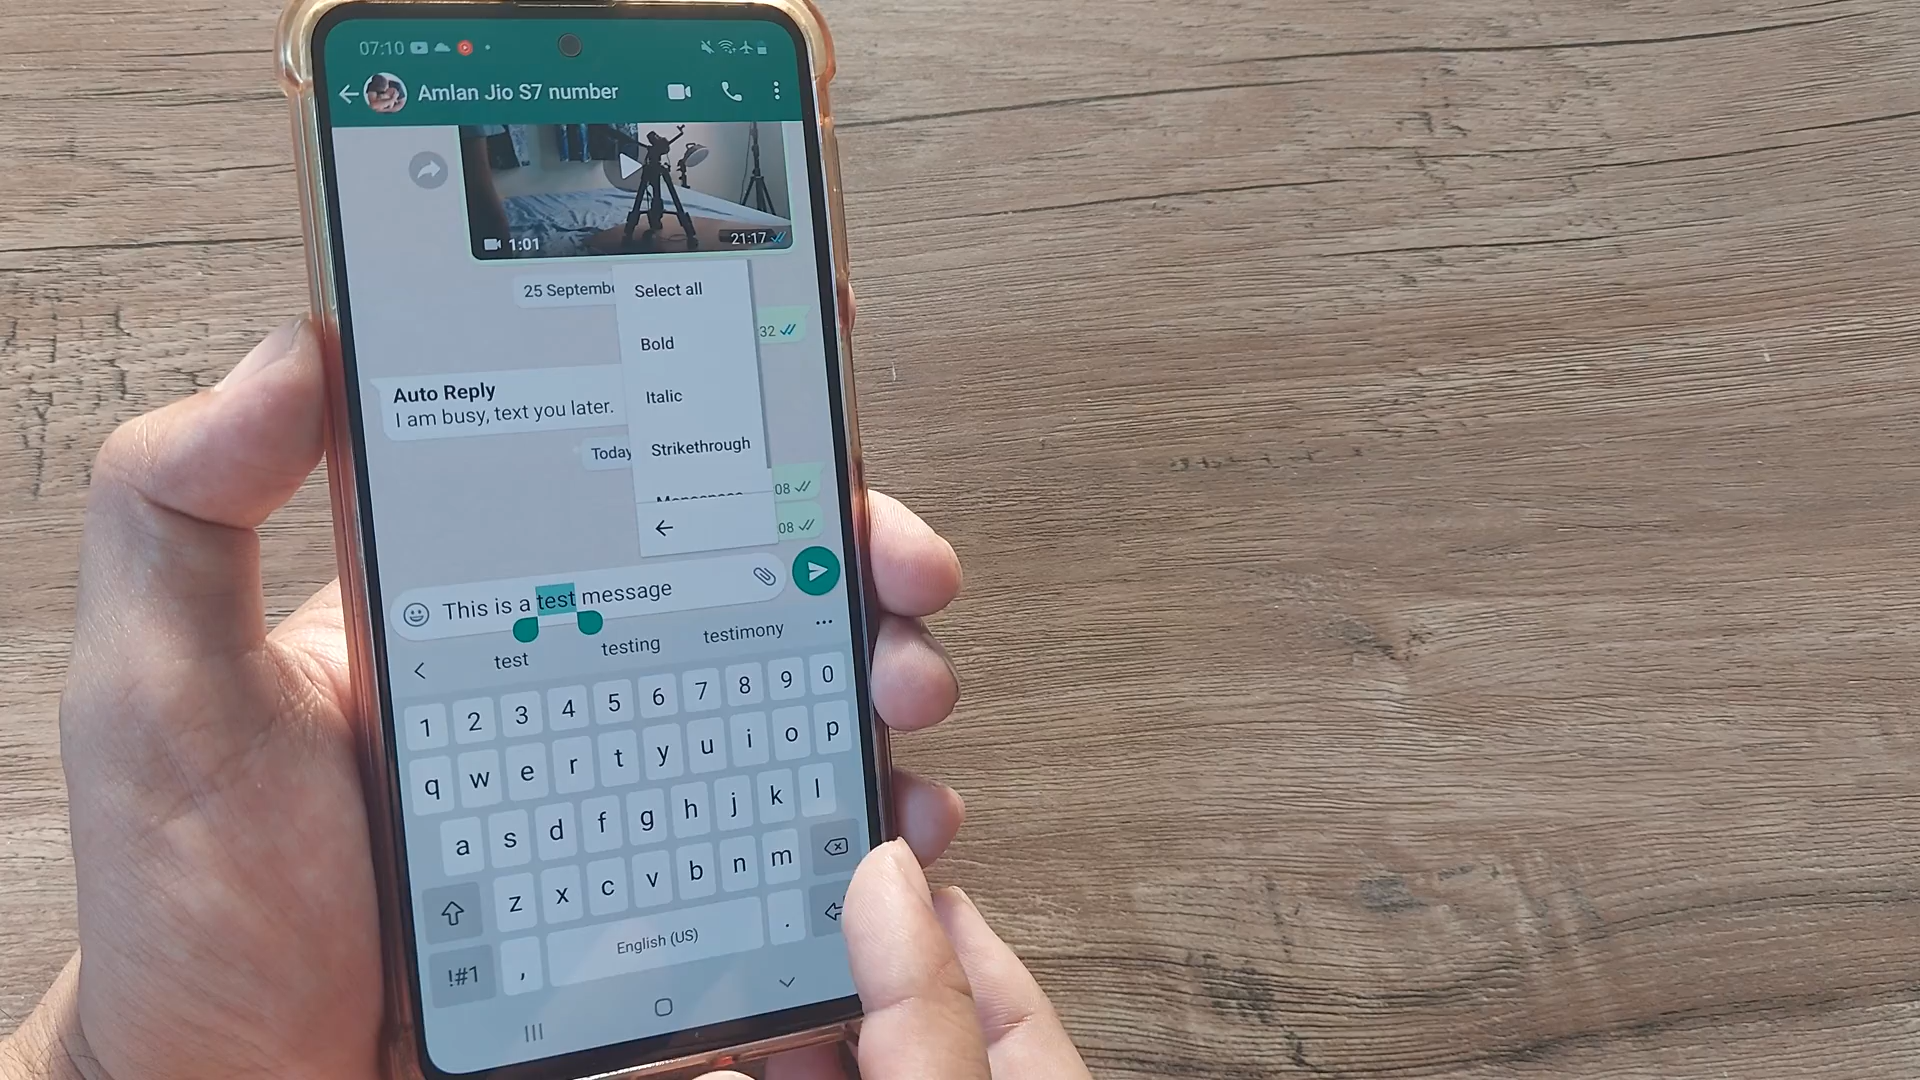 07:10
Amlan Jio S7 number
1:01
21:17
25 Septemb
Select all
32
Bold
Auto Reply
I am busy, text you later.
Italic
Today
Strikethrough
08
08
This is a test message
test testing testimony
1 2 3 4 5 6 7 8 9 0
q w e r t y u i o p
a s d f g h j k l
z x c v b n m
!#1 , English (US) .